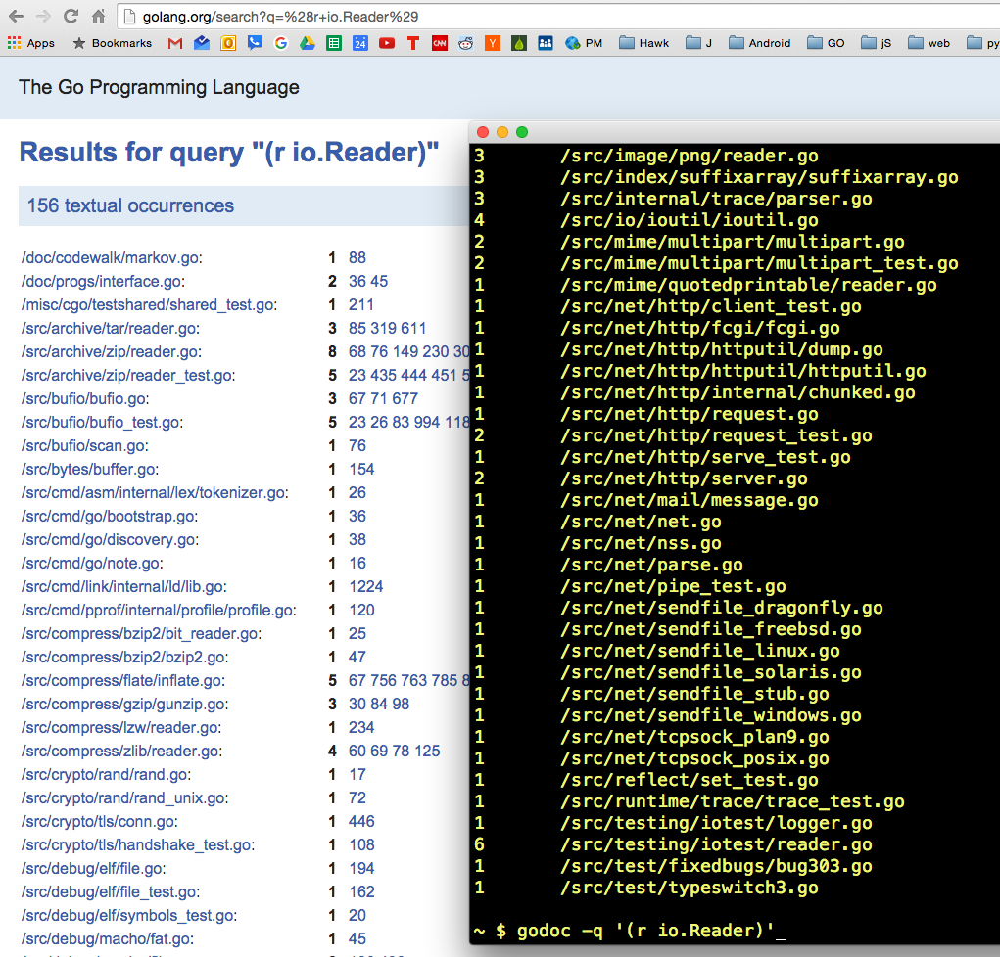 golang.org/search?q=%28r+io.Reader%29
Apps Bookmarks 24 CNN PM Hawk J Android GO jS web py
The Go Programming Language
Results for query "(r io.Reader)"
156 textual occurrences
/doc/codewalk/markov.go: 1 88
/doc/progs/interface.go: 2 36 45
/misc/cgo/testshared/shared_test.go: 1 211
/src/archive/tar/reader.go: 3 85 319 611
/src/archive/zip/reader.go: 8 68 76 149 230 30
/src/archive/zip/reader_test.go: 5 23 435 444 451 5
/src/bufio/bufio.go: 3 67 71 677
/src/bufio/bufio_test.go: 5 23 26 83 994 118
/src/bufio/scan.go: 1 76
/src/bytes/buffer.go: 1 154
/src/cmd/asm/internal/lex/tokenizer.go: 1 26
/src/cmd/go/bootstrap.go: 1 36
/src/cmd/go/discovery.go: 1 38
/src/cmd/go/note.go: 1 16
/src/cmd/link/internal/ld/lib.go: 1 1224
/src/cmd/pprof/internal/profile/profile.go: 1 120
/src/compress/bzip2/bit_reader.go: 1 25
/src/compress/bzip2/bzip2.go: 1 47
/src/compress/flate/inflate.go: 5 67 756 763 785 8
/src/compress/gzip/gunzip.go: 3 30 84 98
/src/compress/lzw/reader.go: 1 234
/src/compress/zlib/reader.go: 4 60 69 78 125
/src/crypto/rand/rand.go: 1 17
/src/crypto/rand/rand_unix.go: 1 72
/src/crypto/tls/conn.go: 1 446
/src/crypto/tls/handshake_test.go: 1 108
/src/debug/elf/file.go: 1 194
/src/debug/elf/file_test.go: 1 162
/src/debug/elf/symbols_test.go: 1 20
/src/debug/macho/fat.go: 1 45
3 /src/image/png/reader.go
3 /src/index/suffixarray/suffixarray.go
3 /src/internal/trace/parser.go
4 /src/io/ioutil/ioutil.go
2 /src/mime/multipart/multipart.go
2 /src/mime/multipart/multipart_test.go
1 /src/mime/quotedprintable/reader.go
1 /src/net/http/client_test.go
1 /src/net/http/fcgi/fcgi.go
1 /src/net/http/httputil/dump.go
1 /src/net/http/httputil/httputil.go
1 /src/net/http/internal/chunked.go
1 /src/net/http/request.go
2 /src/net/http/request_test.go
1 /src/net/http/serve_test.go
2 /src/net/http/server.go
1 /src/net/mail/message.go
1 /src/net/net.go
1 /src/net/nss.go
1 /src/net/parse.go
1 /src/net/pipe_test.go
1 /src/net/sendfile_dragonfly.go
1 /src/net/sendfile_freebsd.go
1 /src/net/sendfile_linux.go
1 /src/net/sendfile_solaris.go
1 /src/net/sendfile_stub.go
1 /src/net/sendfile_windows.go
1 /src/net/tcpsock_plan9.go
1 /src/net/tcpsock_posix.go
1 /src/reflect/set_test.go
1 /src/runtime/trace/trace_test.go
1 /src/testing/iotest/logger.go
6 /src/testing/iotest/reader.go
1 /src/test/fixedbugs/bug303.go
1 /src/test/typeswitch3.go
~ $ godoc -q '(r io.Reader)'_